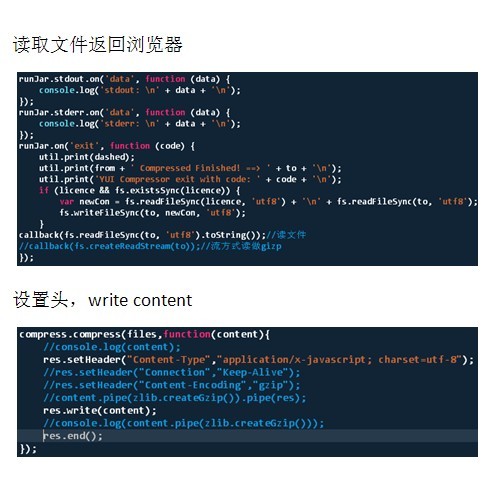 读取文件返回浏览器
runJar.stdout.on('data', function (data) {
    console.log('stdout: \n' + data + '\n');
});
runJar.stderr.on('data', function (data) {
    console.log('stderr: \n' + data + '\n');
});
runJar.on('exit', function (code) {
    util.print(dashed);
    util.print(from + ' Compressed Finished! ==> ' + to + '\n');
    util.print('YUI Compressor exit with code: ' + code + '\n');
    if (licence && fs.existsSync(licence)) {
        var newCon = fs.readFileSync(licence, 'utf8') + '\n' + fs.readFileSync(to, 'utf8');
        fs.writeFileSync(to, newCon, 'utf8');
    }
callback(fs.readFileSync(to, 'utf8').toString());//读文件
//callback(fs.createReadStream(to));//流方式读做gizp
});
设置头，write content
compress.compress(files,function(content){
    //console.log(content);
    res.setHeader("Content-Type","application/x-javascript; charset=utf-8");
    //res.setHeader("Connection","Keep-Alive");
    //res.setHeader("Content-Encoding","gzip");
    //content.pipe(zlib.createGzip()).pipe(res);
    res.write(content);
    //console.log(content.pipe(zlib.createGzip()));
    res.end();
});